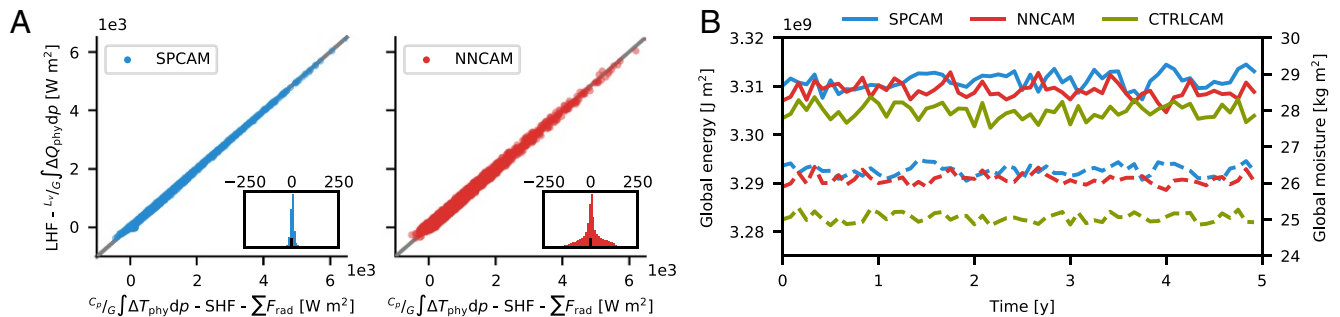 A
1e3
LHF - Lv/G∫ΔQphydp [W m²]
6
4
2
0
SPCAM
−250 0 250
0 2 4 6
1e3
Cp/G∫ΔTphydp - SHF - ∑Frad [W m²]
NNCAM
−250 0 250
0 2 4 6
1e3
Cp/G∫ΔTphydp - SHF - ∑Frad [W m²]
B
SPCAM NNCAM CTRLCAM
1e9
Global energy [J m²]
3.32
3.31
3.30
3.29
3.28
30
29
28
27
26
25
24
Global moisture [kg m²]
0 1 2 3 4 5
Time [y]